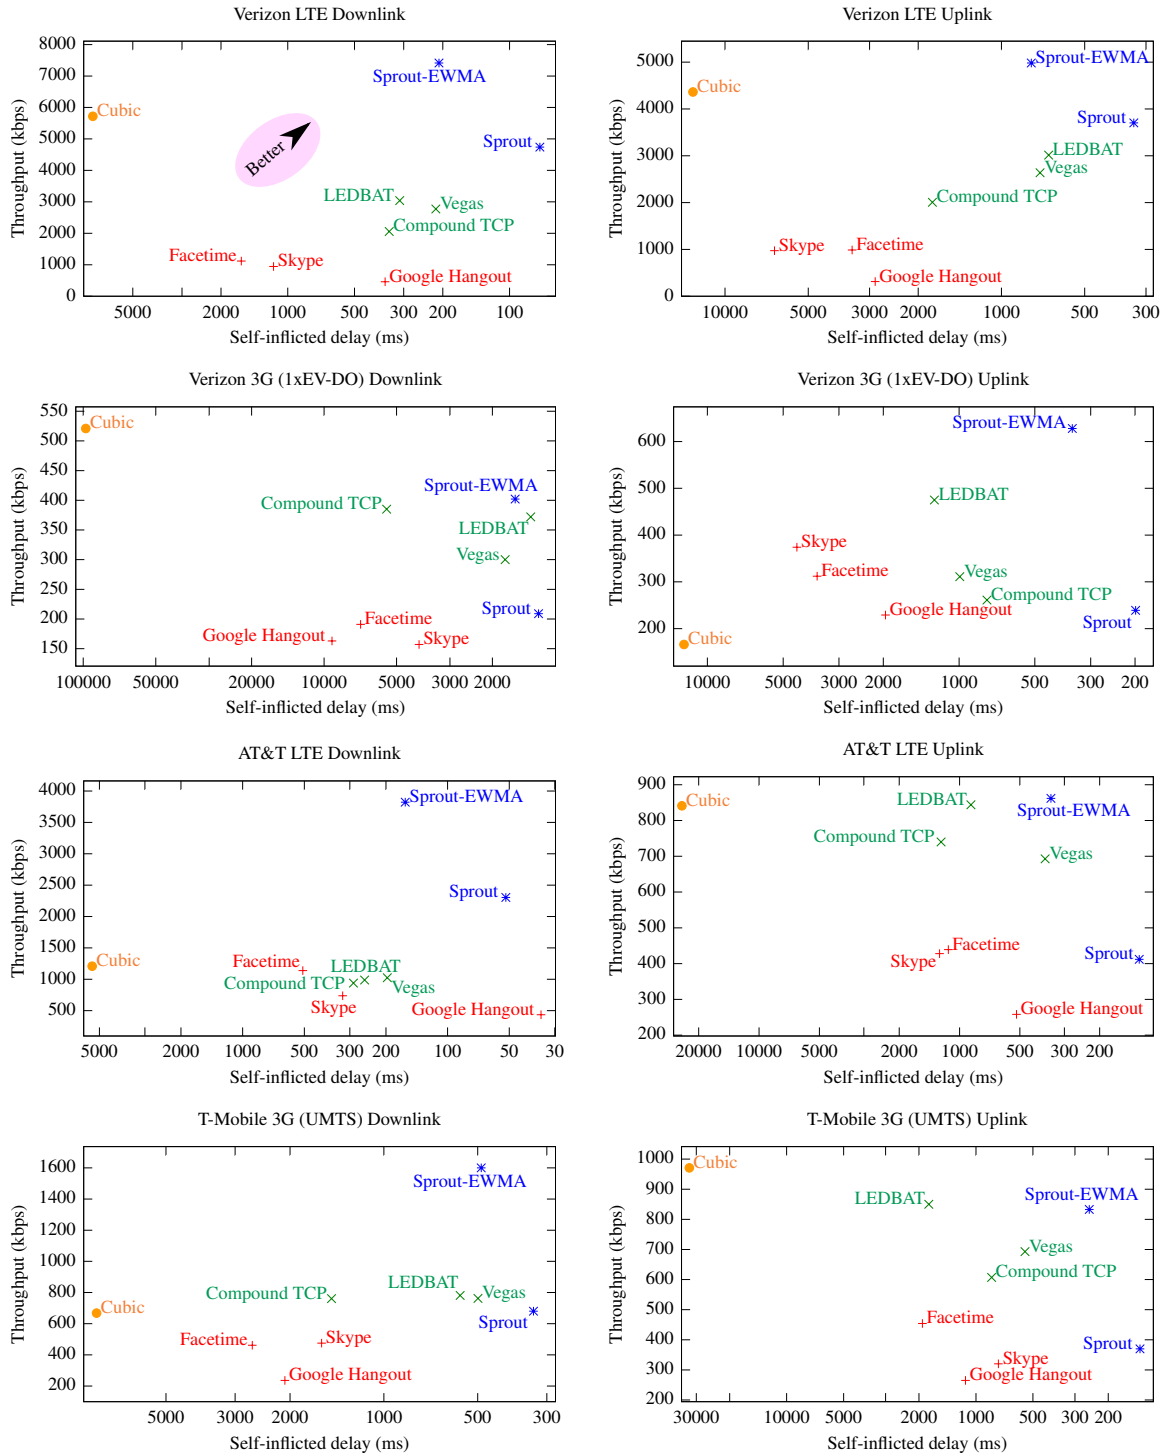 Verizon LTE Downlink
Throughput (kbps)
8000
7000
6000
5000
4000
3000
2000
1000
0
Sprout-EWMA
Cubic
Better
Sprout
LEDBAT
Vegas
Compound TCP
Facetime
Skype
Google Hangout
5000 2000 1000 500 300 200 100
Self-inflicted delay (ms)
Verizon LTE Uplink
Throughput (kbps)
5000
4000
3000
2000
1000
0
Sprout-EWMA
Cubic
Sprout
LEDBAT
Vegas
Compound TCP
Skype
Facetime
Google Hangout
10000 5000 3000 2000 1000 500 300
Self-inflicted delay (ms)
Verizon 3G (1xEV-DO) Downlink
Throughput (kbps)
550
500
450
400
350
300
250
200
150
Cubic
Sprout-EWMA
Compound TCP
LEDBAT
Vegas
Sprout
Facetime
Google Hangout
Skype
100000 50000 20000 10000 5000 3000 2000
Self-inflicted delay (ms)
Verizon 3G (1xEV-DO) Uplink
Throughput (kbps)
600
500
400
300
200
Sprout-EWMA
LEDBAT
Skype
Facetime
Vegas
Compound TCP
Google Hangout
Sprout
Cubic
10000 5000 3000 2000 1000 500 300 200
Self-inflicted delay (ms)
AT&T LTE Downlink
Throughput (kbps)
4000
3500
3000
2500
2000
1500
1000
500
Sprout-EWMA
Sprout
Cubic
Facetime
LEDBAT
Compound TCP
Vegas
Skype
Google Hangout
5000 2000 1000 500 300 200 100 50 30
Self-inflicted delay (ms)
AT&T LTE Uplink
Throughput (kbps)
900
800
700
600
500
400
300
200
Cubic
LEDBAT
Sprout-EWMA
Compound TCP
Vegas
Facetime
Skype
Sprout
Google Hangout
20000 10000 5000 2000 1000 500 300 200
Self-inflicted delay (ms)
T-Mobile 3G (UMTS) Downlink
Throughput (kbps)
1600
1400
1200
1000
800
600
400
200
Sprout-EWMA
LEDBAT
Compound TCP
Vegas
Cubic
Sprout
Facetime
Skype
Google Hangout
5000 3000 2000 1000 500 300
Self-inflicted delay (ms)
T-Mobile 3G (UMTS) Uplink
Throughput (kbps)
1000
900
800
700
600
500
400
300
200
Cubic
LEDBAT
Sprout-EWMA
Vegas
Compound TCP
Facetime
Skype
Sprout
Google Hangout
30000 10000 5000 2000 1000 500 300 200
Self-inflicted delay (ms)